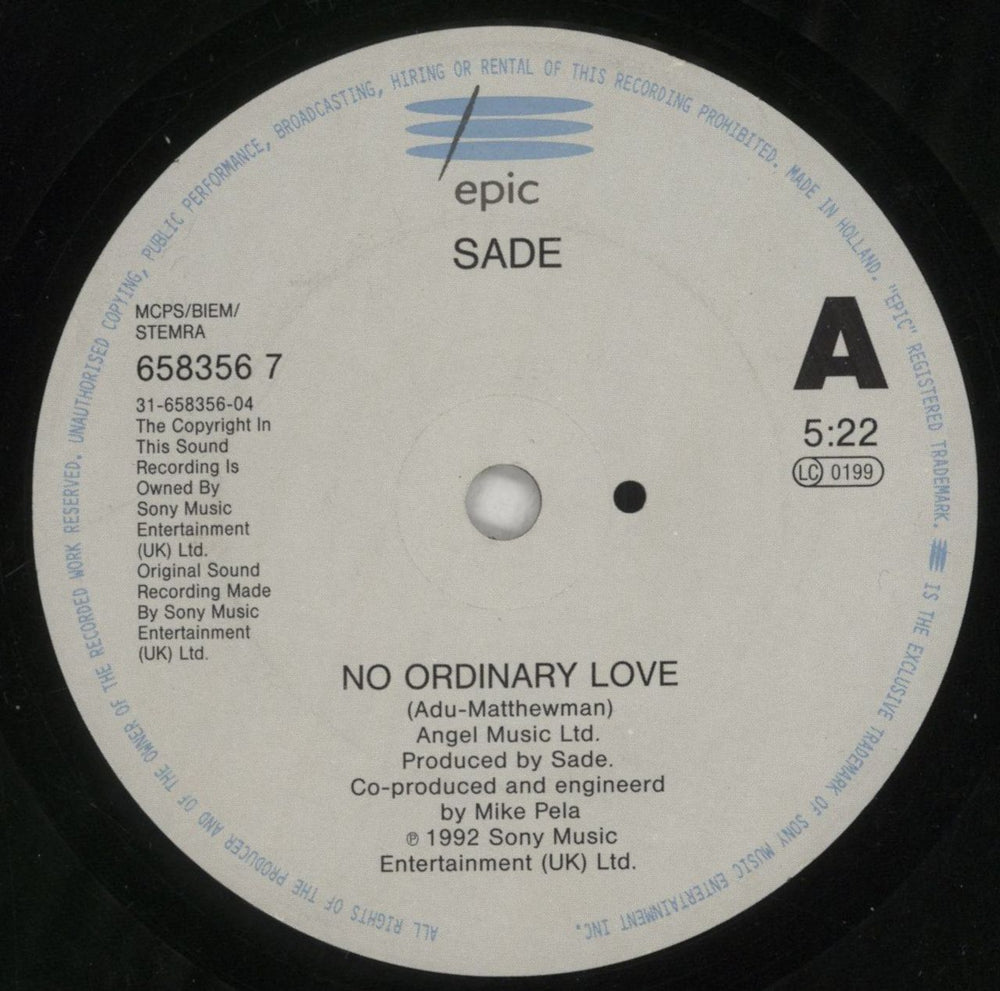 ALL RIGHTS OF THE PRODUCER AND OF THE OWNER OF THE RECORDED WORK RESERVED. UNAUTHORISED COPYING, PUBLIC PERFORMANCE, BROADCASTING, HIRING OR RENTAL OF THIS RECORDING PROHIBITED. MADE IN HOLLAND. "EPIC" REGISTERED TRADEMARK. IS THE EXCLUSIVE TRADEMARK OF SONY MUSIC ENTERTAINMENT INC.
epic
SADE
MCPS/BIEM/
STEMRA
658356 7
31-658356-04
The Copyright In
This Sound
Recording Is
Owned By
Sony Music
Entertainment
(UK) Ltd.
Original Sound
Recording Made
By Sony Music
Entertainment
(UK) Ltd.
A
5:22
LC 0199
NO ORDINARY LOVE
(Adu-Matthewman)
Angel Music Ltd.
Produced by Sade.
Co-produced and engineerd
by Mike Pela
℗ 1992 Sony Music
Entertainment (UK) Ltd.